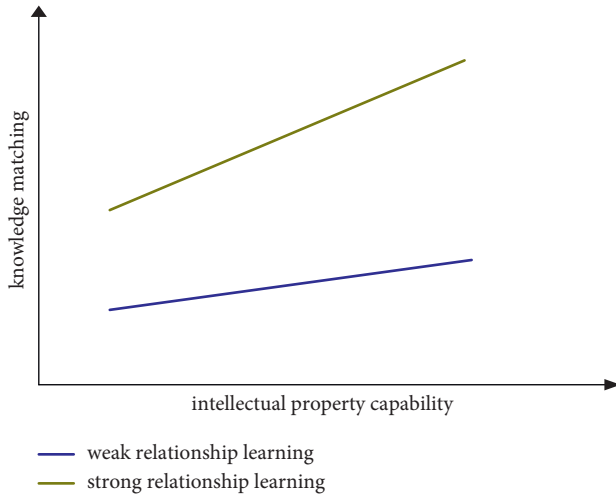 knowledge matching
intellectual property capability
weak relationship learning
strong relationship learning